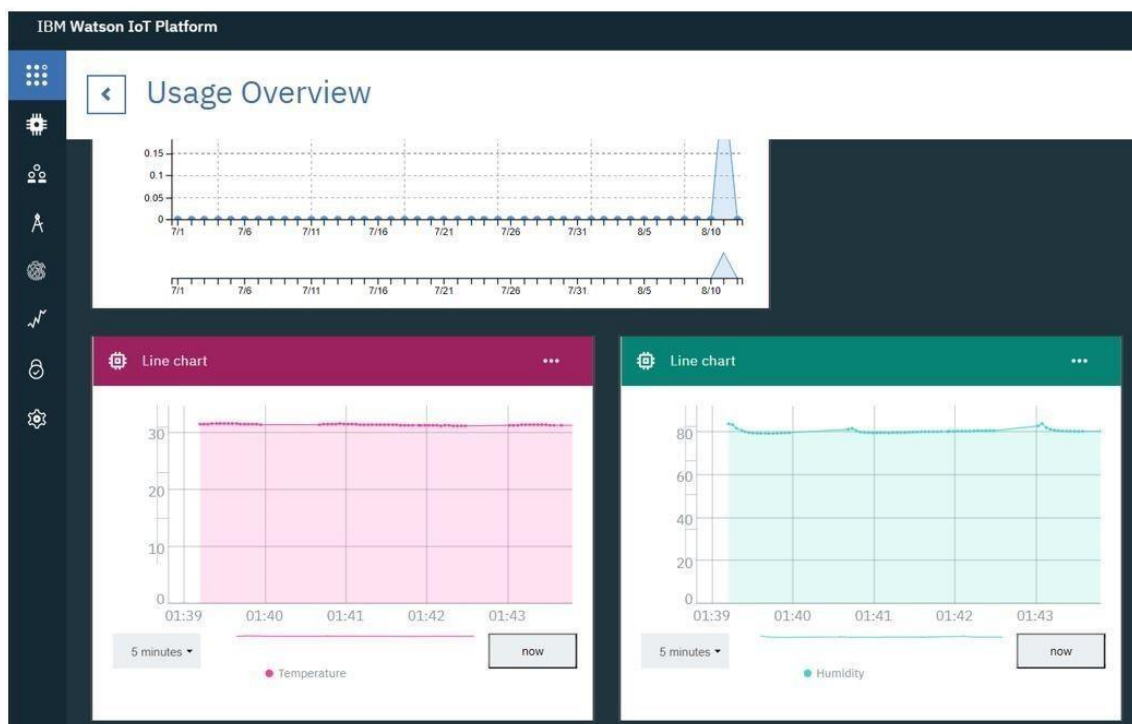 IBM Watson IoT Platform
Usage Overview
0.15
0.1
0.05
0
7/1 7/6 7/11 7/16 7/21 7/26 7/31 8/5 8/10
7/1 7/6 7/11 7/16 7/21 7/26 7/31 8/5 8/10
Line chart
30
20
10
0
01:39 01:40 01:41 01:42 01:43
5 minutes
now
Temperature
Line chart
80
60
40
20
0
01:39 01:40 01:41 01:42 01:43
5 minutes
now
Humidity